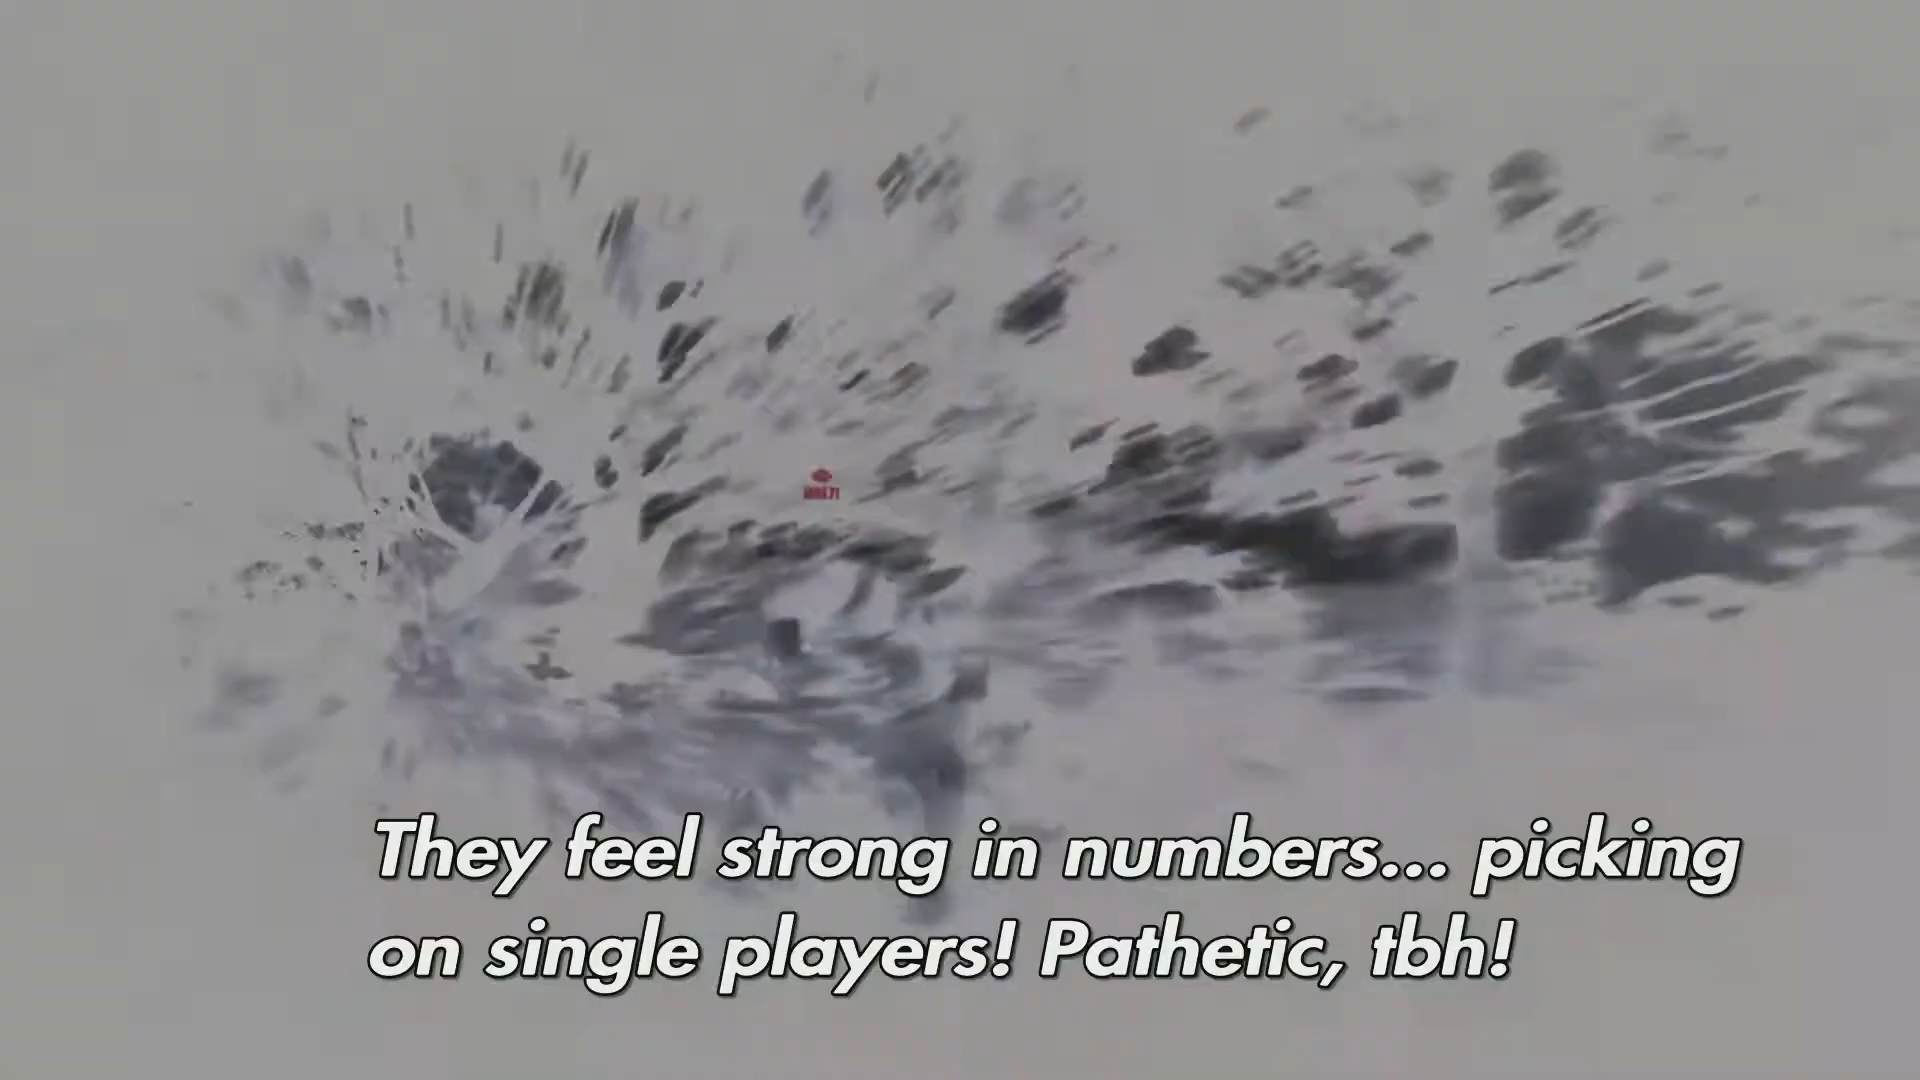 They feel strong in numbers... picking
on single players! Pathetic, tbh!